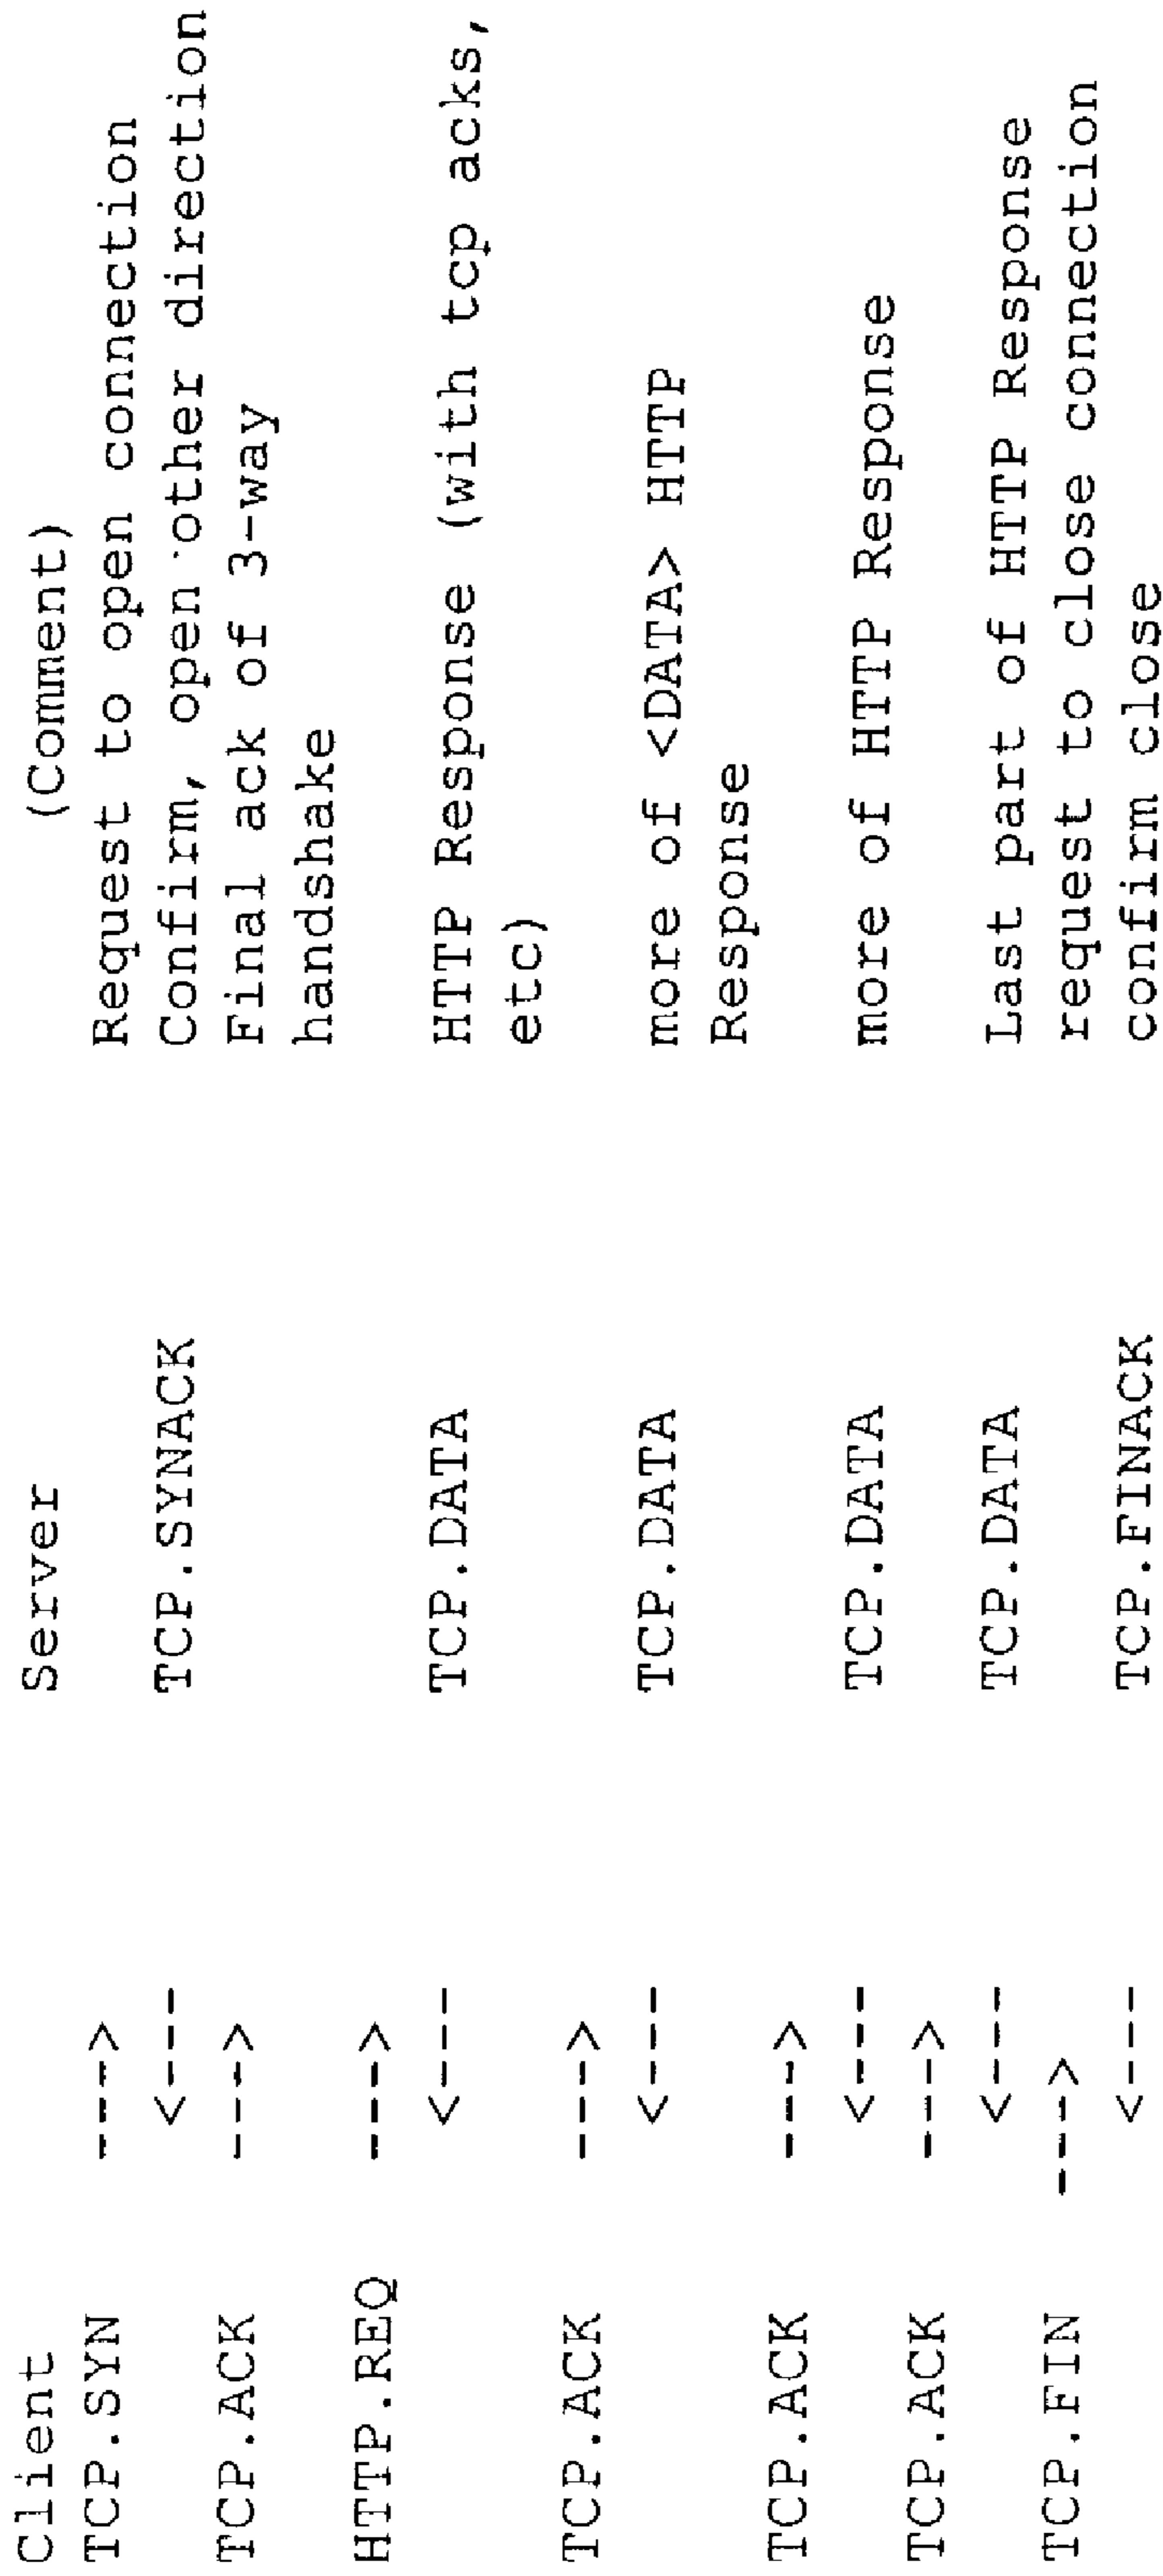 Client Server (Comment)
TCP.SYN ---> Request to open connection
<--- TCP.SYNACK Confirm, open other direction
TCP.ACK ---> Final ack of 3-way
handshake
HTTP.REQ --->
<--- TCP.DATA HTTP Response (with tcp acks,
etc)
TCP.ACK --->
<--- TCP.DATA more of <DATA> HTTP
Response
TCP.ACK --->
<--- TCP.DATA more of HTTP Response
TCP.ACK --->
<--- TCP.DATA Last part of HTTP Response
TCP.FIN ---> request to close connection
<--- TCP.FINACK confirm close